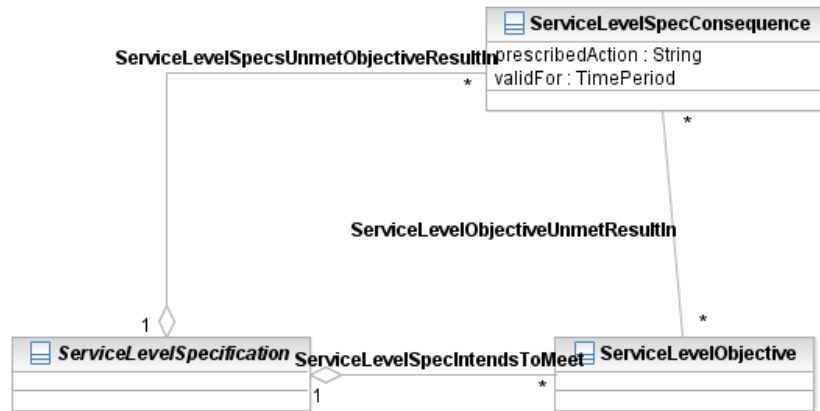 ServiceLevelSpecConsequence
ServiceLevelSpecsUnmetObjectiveResultIn
prescribedAction : String
validFor : TimePeriod
*
*
ServiceLevelObjectiveUnmetResultIn
1
*
ServiceLevelSpecification
ServiceLevelSpecIntendsToMeet
ServiceLevelObjective
1
*